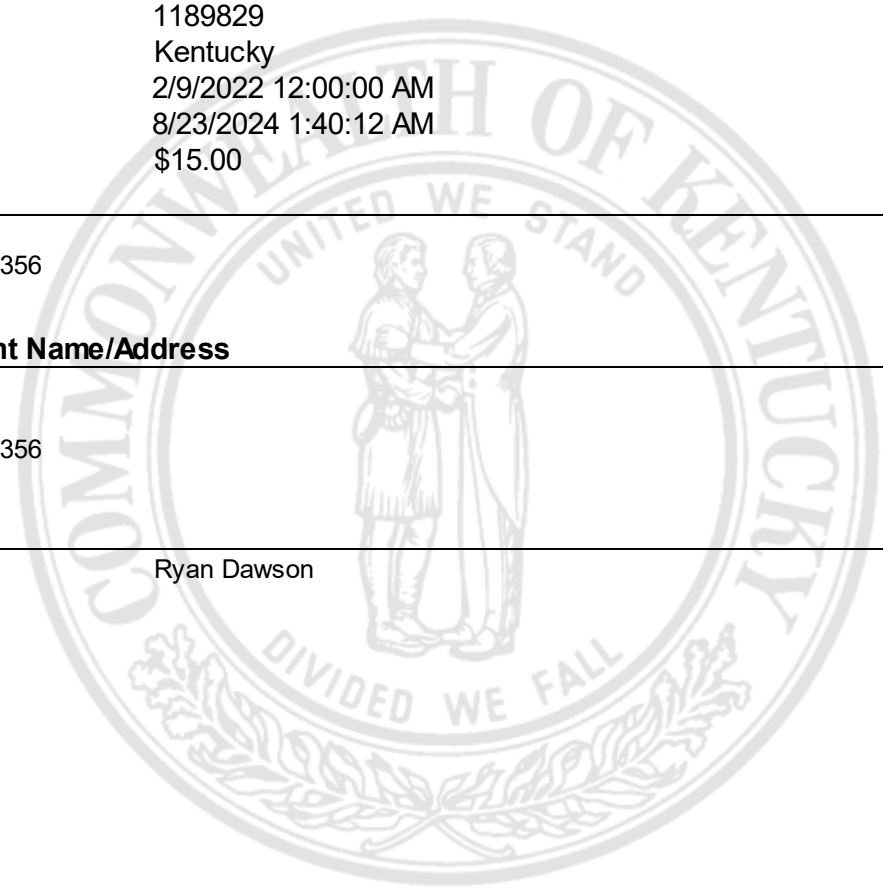 1189829
Kentucky
2/9/2022 12:00:00 AM
8/23/2024 1:40:12 AM
$15.00
356
nt Name/Address
356
Ryan Dawson
COMMONWEALTH OF KENTUCKY
UNITED WE STAND
DIVIDED WE FALL